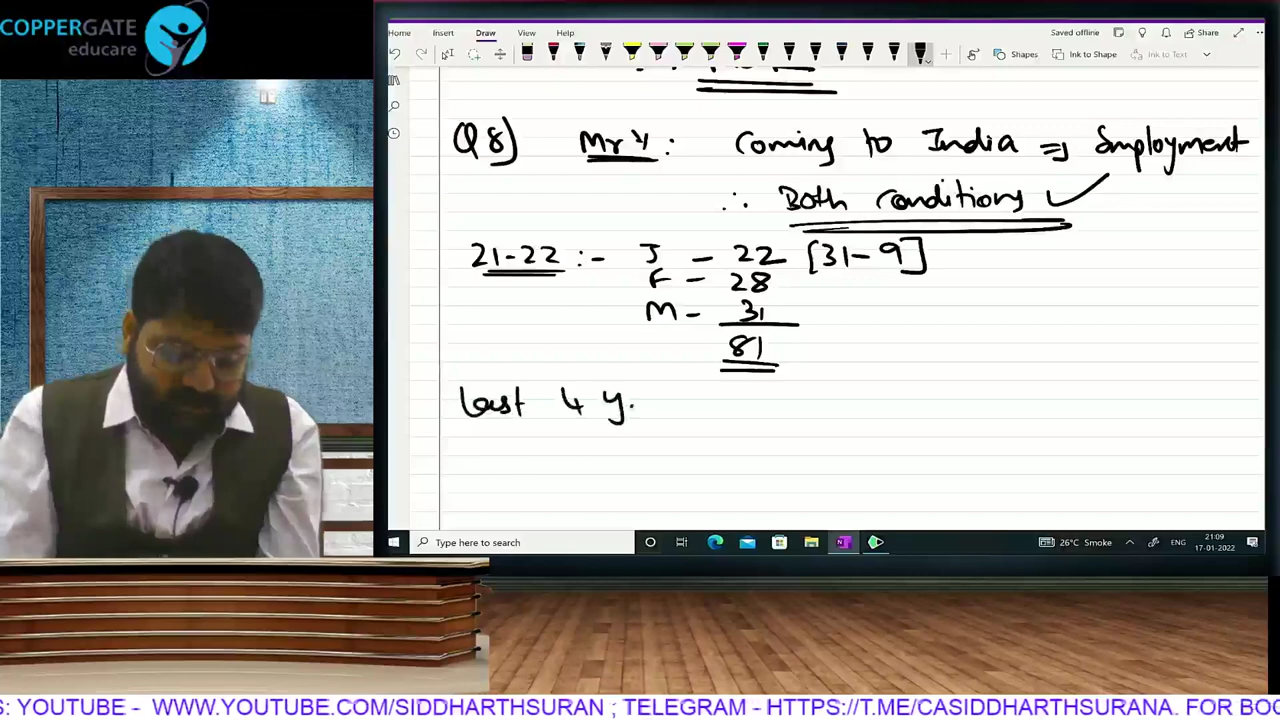 COPPERGATE
educare
Home Insert Draw View Help
Saved offline
Share
Shapes
Ink to Shape
Ink to Text
Q8] Mr Y : Coming to India ⇒ Employment
∴ Both conditions ✓
21-22 :- J - 22 [31-9]
F - 28
M - 31
81
Last 4 y.
Type here to search
26°C Smoke
ENG
21:09
17-01-2022
S: YOUTUBE - WWW.YOUTUBE.COM/SIDDHARTHSURAN ; TELEGRAM - HTTPS://T.ME/CASIDDHARTHSURANA. FOR BOO